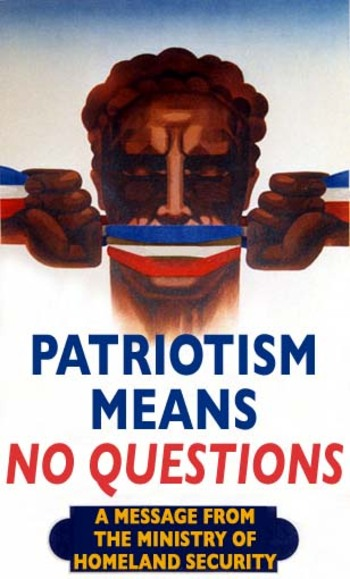 PATRIOTISM
MEANS
NO QUESTIONS
A MESSAGE FROM
THE MINISTRY OF
HOMELAND SECURITY